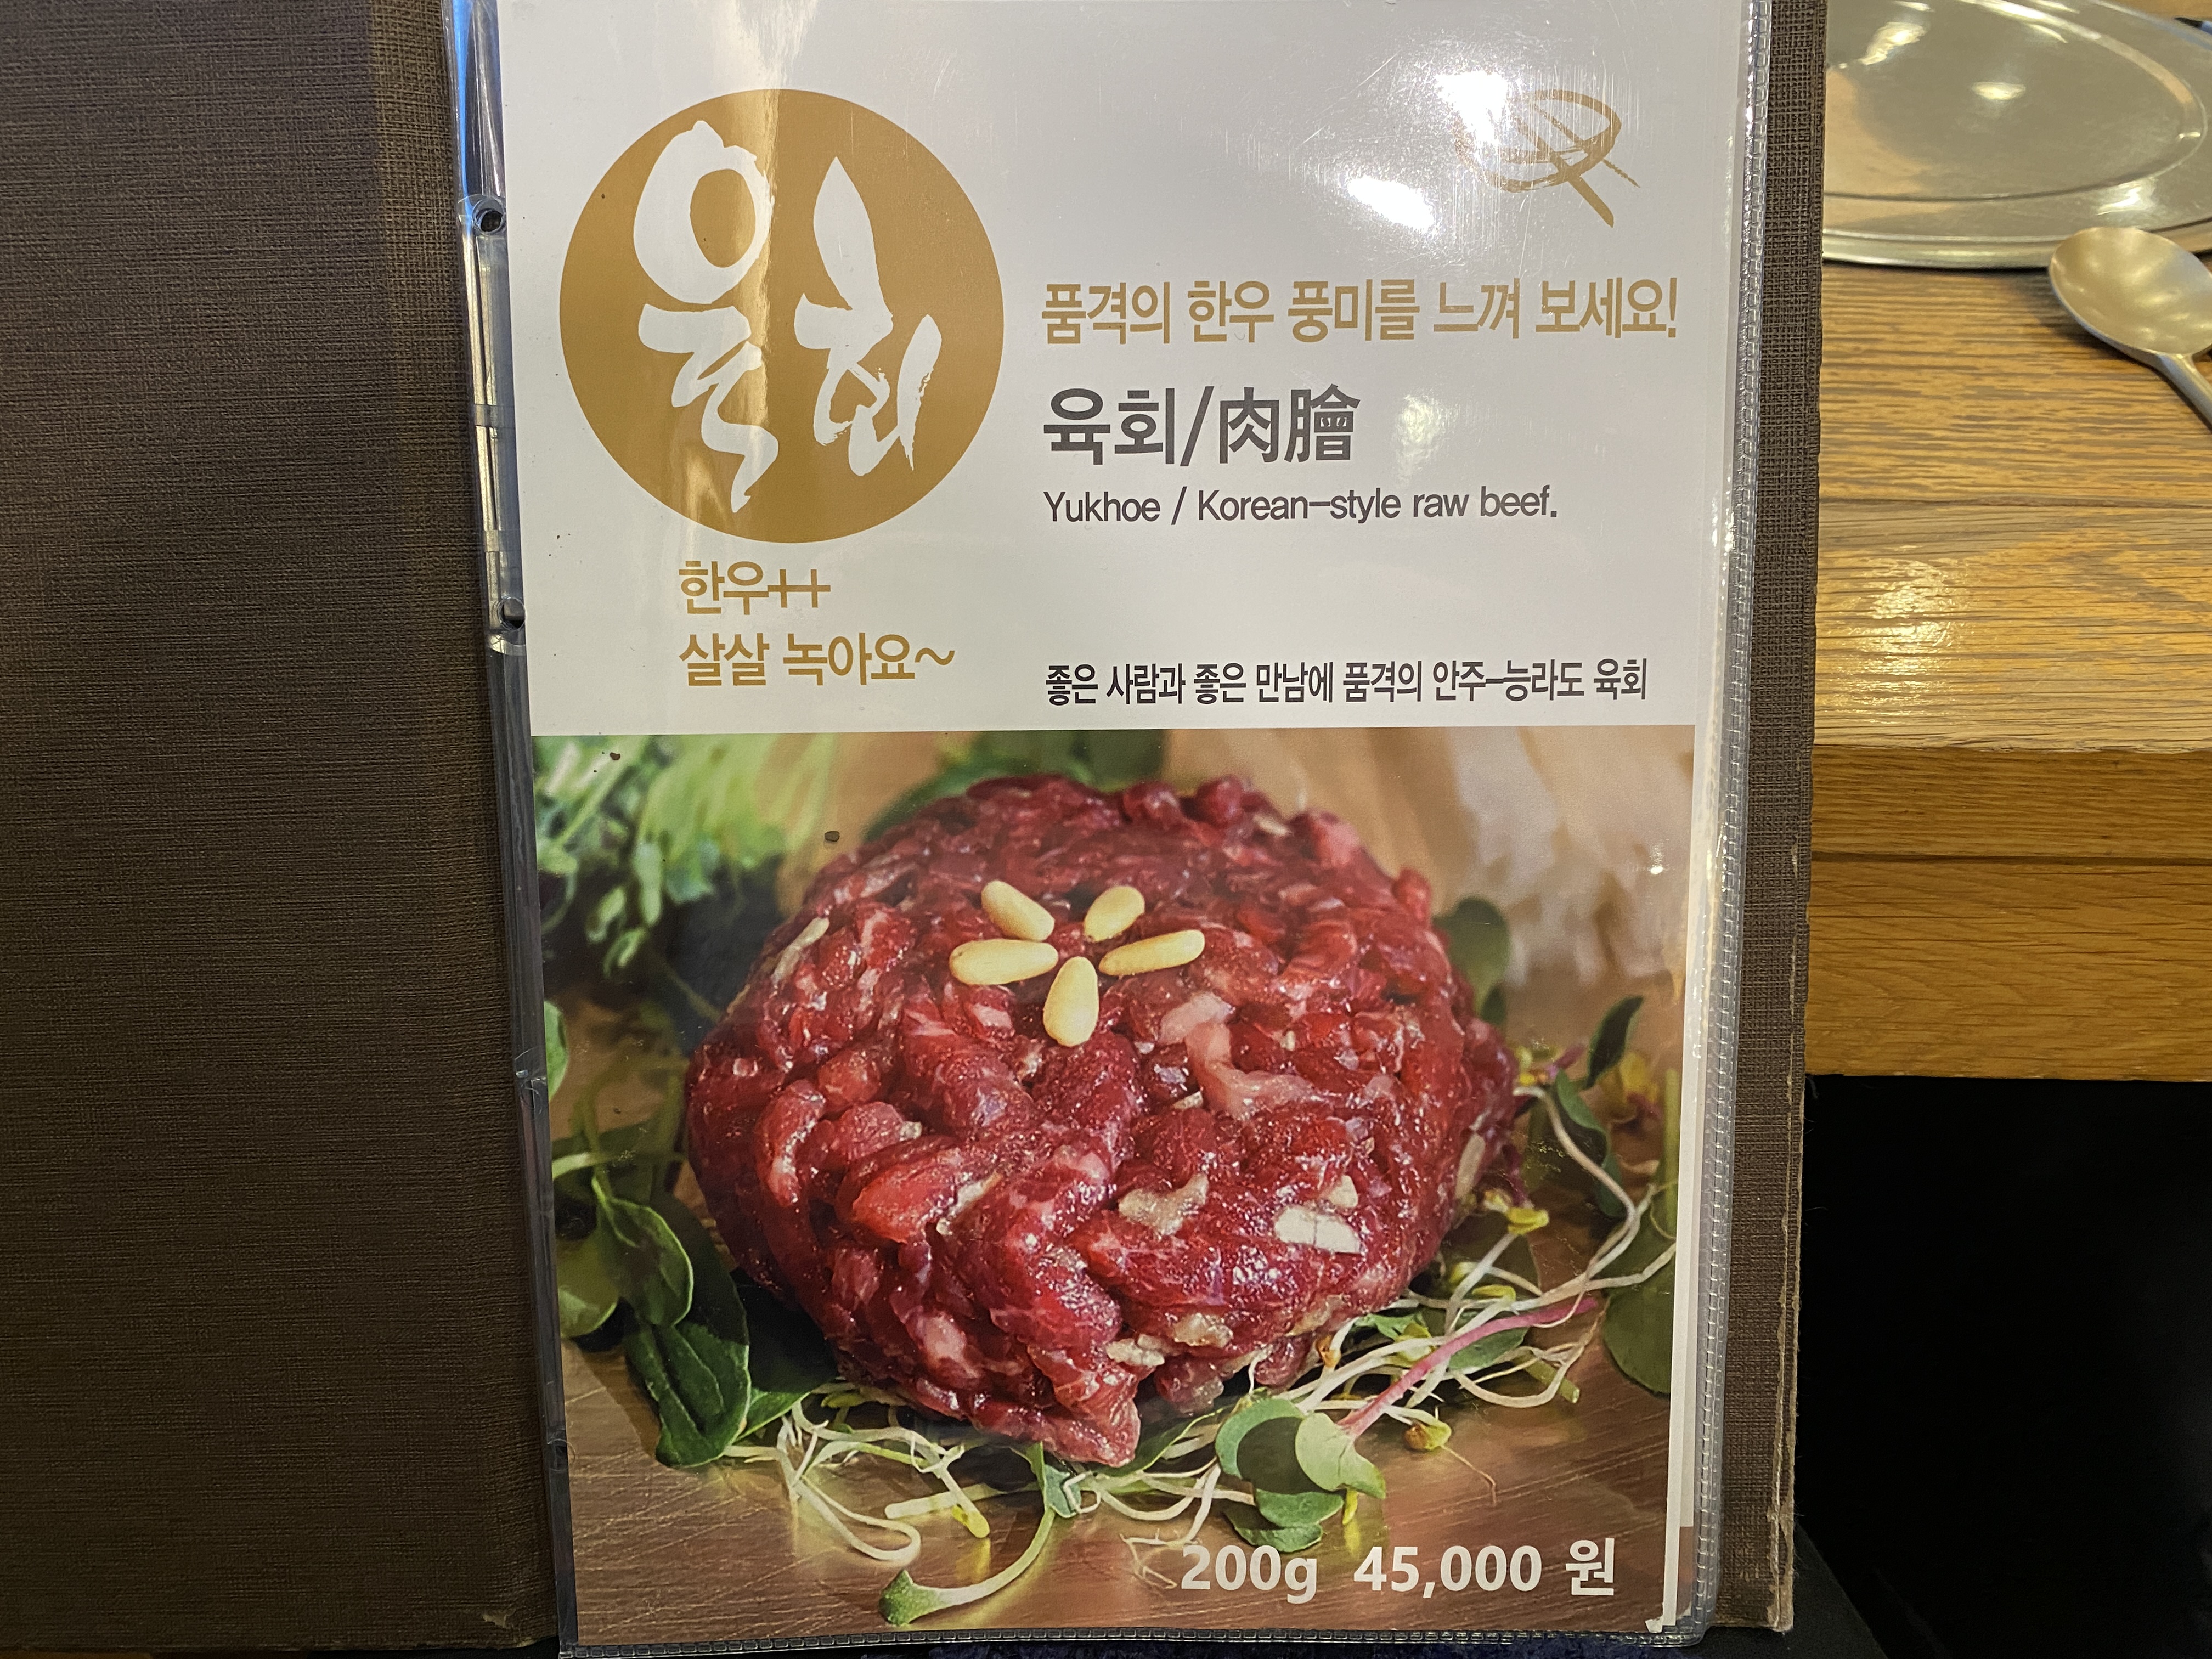 육회
품격의 한우 풍미를 느껴 보세요!
육회/肉膾
Yukhoe / Korean-style raw beef.
한우++
살살 녹아요~
좋은 사람과 좋은 만남에 품격의 안주-능라도 육회
200g 45,000 원